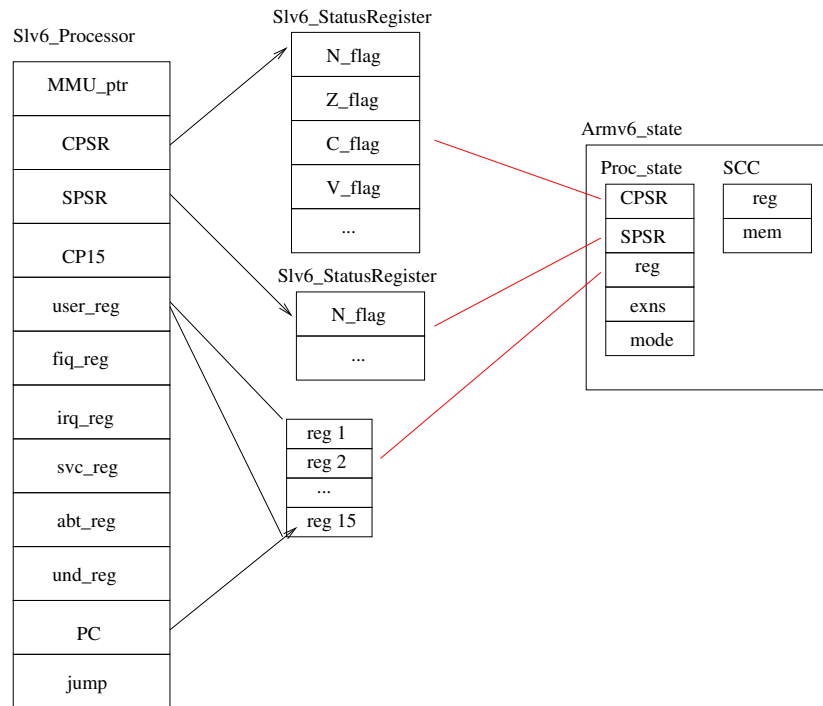 Slv6_Processor
MMU_ptr
CPSR
SPSR
CP15
user_reg
fiq_reg
irq_reg
svc_reg
abt_reg
und_reg
PC
jump
Slv6_StatusRegister
N_flag
Z_flag
C_flag
V_flag
...
Slv6_StatusRegister
N_flag
...
reg 1
reg 2
...
reg 15
Armv6_state
Proc_state
CPSR
SPSR
reg
exns
mode
SCC
reg
mem